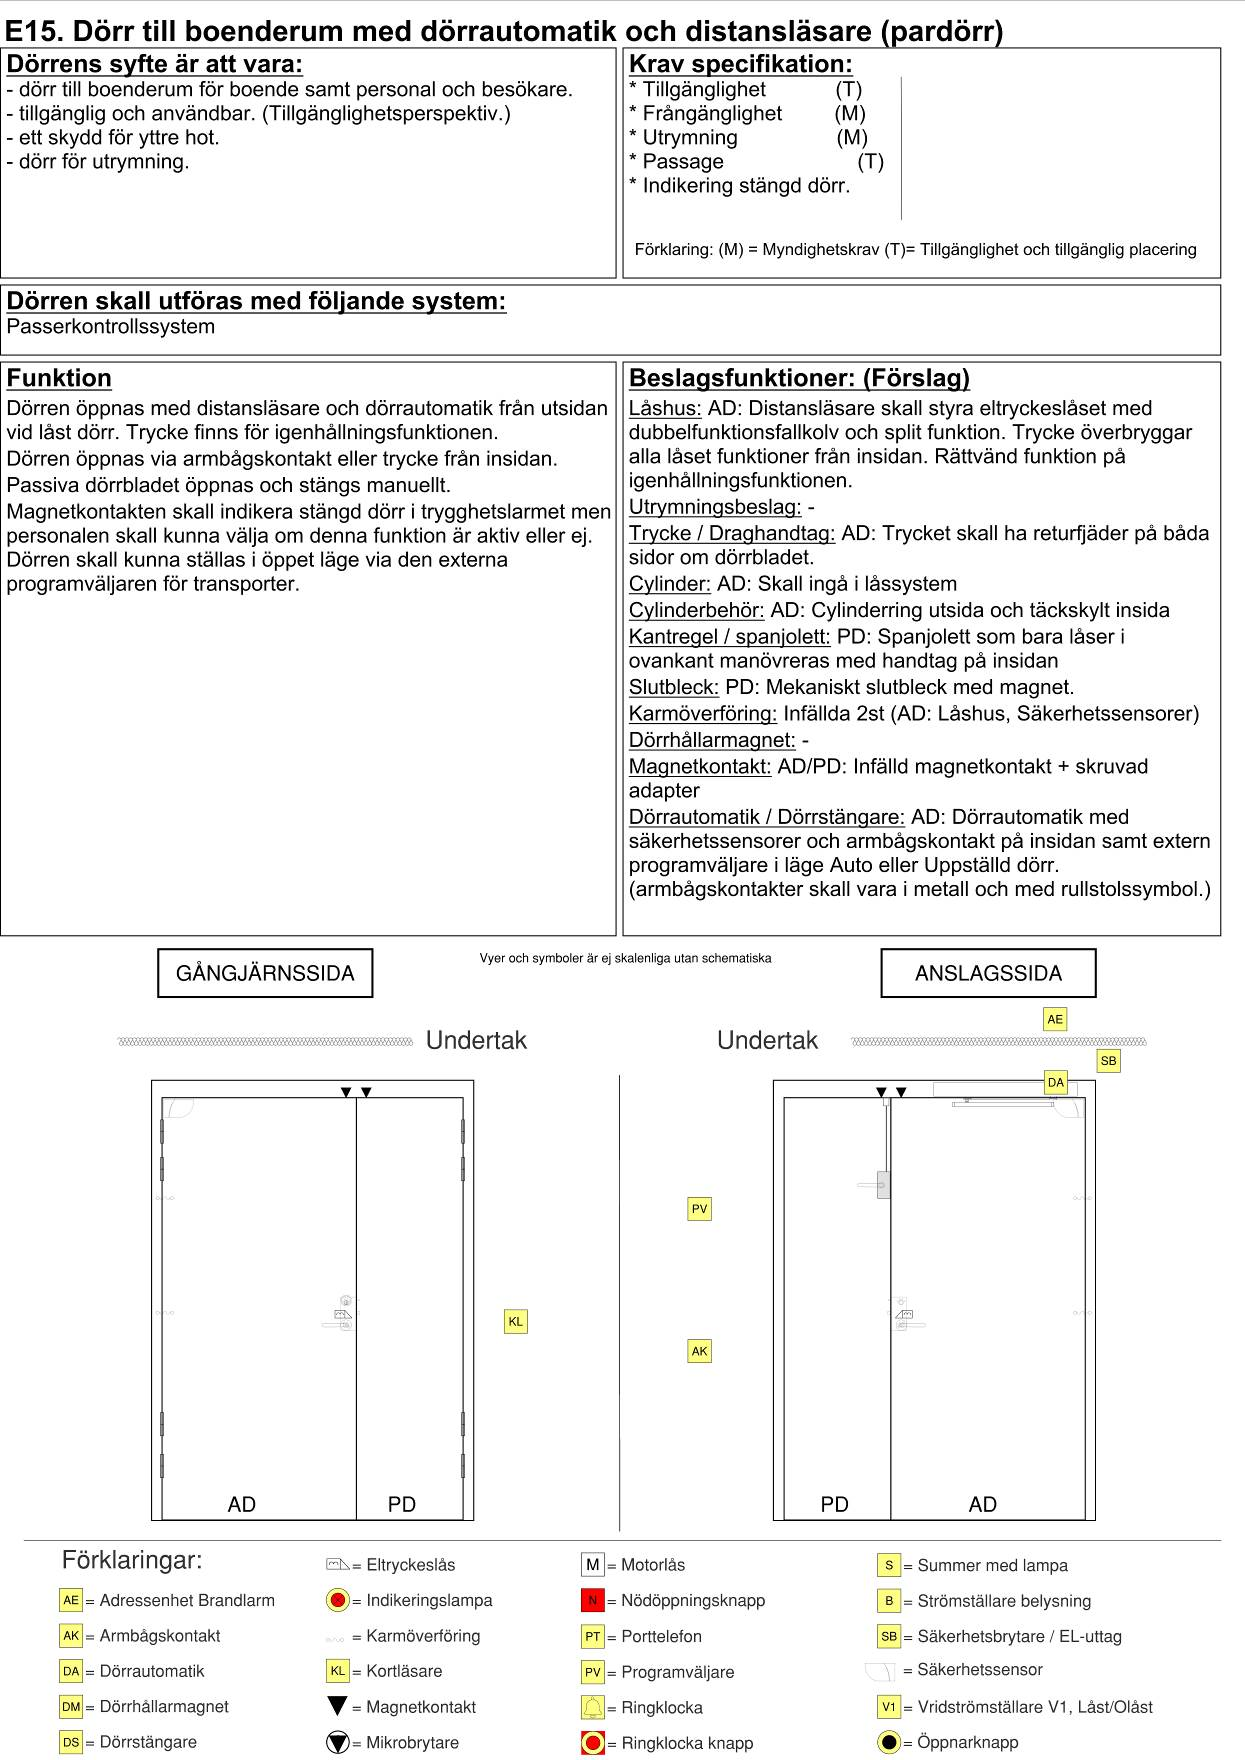 E15. Dörr till boenderum med dörrautomatik och distansläsare (pardörr)
Dörrens syfte är att vara:
- dörr till boenderum för boende samt personal och besökare.
- tillgänglig och användbar. (Tillgänglighetsperspektiv.)
- ett skydd för yttre hot.
- dörr för utrymning.
Krav specifikation:
* Tillgänglighet (T)
* Frångänglighet (M)
* Utrymning (M)
* Passage (T)
* Indikering stängd dörr.
Förklaring: (M) = Myndighetskrav (T)= Tillgänglighet och tillgänglig placering
Dörren skall utföras med följande system:
Passerkontrollssystem
Funktion
Dörren öppnas med distansläsare och dörrautomatik från utsidan
vid låst dörr. Trycke finns för igenhållningsfunktionen.
Dörren öppnas via armbågskontakt eller trycke från insidan.
Passiva dörrbladet öppnas och stängs manuellt.
Magnetkontakten skall indikera stängd dörr i trygghetslarmet men
personalen skall kunna välja om denna funktion är aktiv eller ej.
Dörren skall kunna ställas i öppet läge via den externa
programväljaren för transporter.
Beslagsfunktioner: (Förslag)
Låshus: AD: Distansläsare skall styra eltryckeslåset med
dubbelfunktionsfallkolv och split funktion. Trycke överbryggar
alla låset funktioner från insidan. Rättvänd funktion på
igenhållningsfunktionen.
Utrymningsbeslag: -
Trycke / Draghandtag: AD: Trycket skall ha returfjäder på båda
sidor om dörrbladet.
Cylinder: AD: Skall ingå i låssystem
Cylinderbehör: AD: Cylinderring utsida och täckskylt insida
Kantregel / spanjolett: PD: Spanjolett som bara låser i
ovankant manövreras med handtag på insidan
Slutbleck: PD: Mekaniskt slutbleck med magnet.
Karmöverföring: Infällda 2st (AD: Låshus, Säkerhetssensorer)
Dörrhållarmagnet: -
Magnetkontakt: AD/PD: Infälld magnetkontakt + skruvad
adapter
Dörrautomatik / Dörrstängare: AD: Dörrautomatik med
säkerhetssensorer och armbågskontakt på insidan samt extern
programväljare i läge Auto eller Uppställd dörr.
(armbågskontakter skall vara i metall och med rullstolssymbol.)
GÅNGJÄRNSSIDA
Vyer och symboler är ej skalenliga utan schematiska
ANSLAGSSIDA
AE
Undertak
Undertak
SB
DA
PV
KL
AK
AD
PD
PD
AD
Förklaringar:
AE = Adressenhet Brandlarm
AK = Armbågskontakt
DA = Dörrautomatik
DM = Dörrhållarmagnet
DS = Dörrstängare
= Eltryckeslås
= Indikeringslampa
= Karmöverföring
KL = Kortläsare
= Magnetkontakt
= Mikrobrytare
M = Motorlås
N = Nödöppningsknapp
PT = Porttelefon
PV = Programväljare
= Ringklocka
= Ringklocka knapp
S = Summer med lampa
B = Strömställare belysning
SB = Säkerhetsbrytare / EL-uttag
= Säkerhetssensor
V1 = Vridströmställare V1, Låst/Olåst
= Öppnarknapp